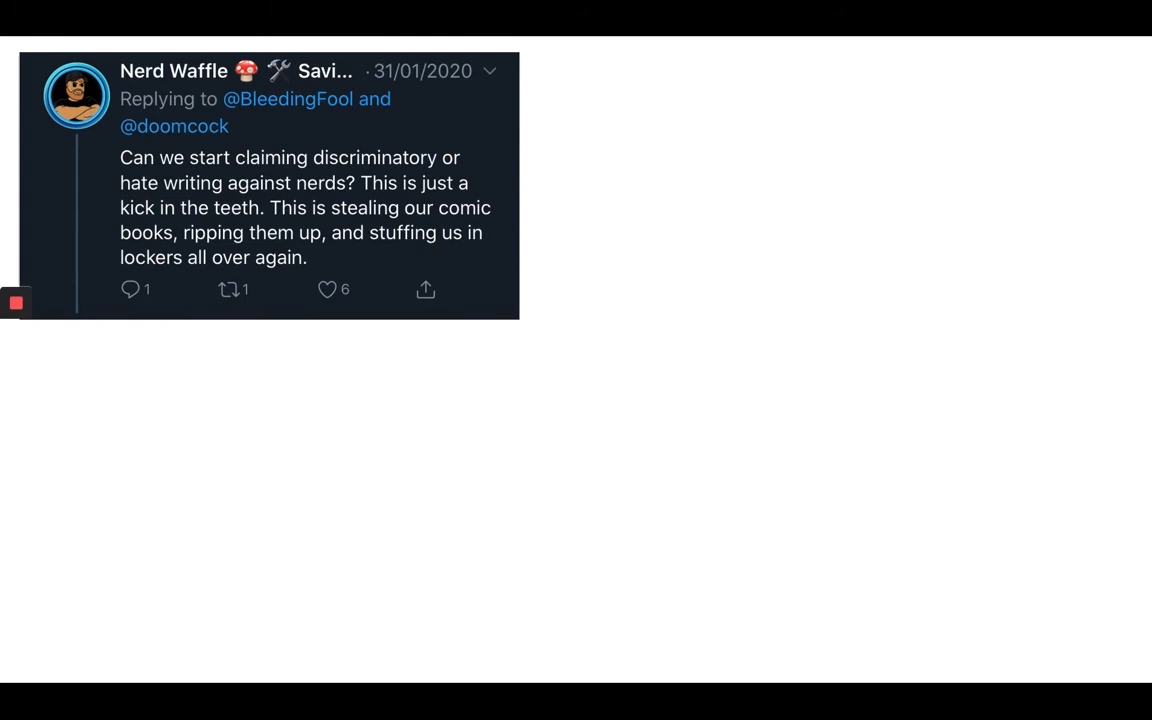 Nerd Waffle 🍄 🛠 Savi... · 31/01/2020
Replying to @BleedingFool and
@doomcock
Can we start claiming discriminatory or
hate writing against nerds? This is just a
kick in the teeth. This is stealing our comic
books, ripping them up, and stuffing us in
lockers all over again.
1 1 6